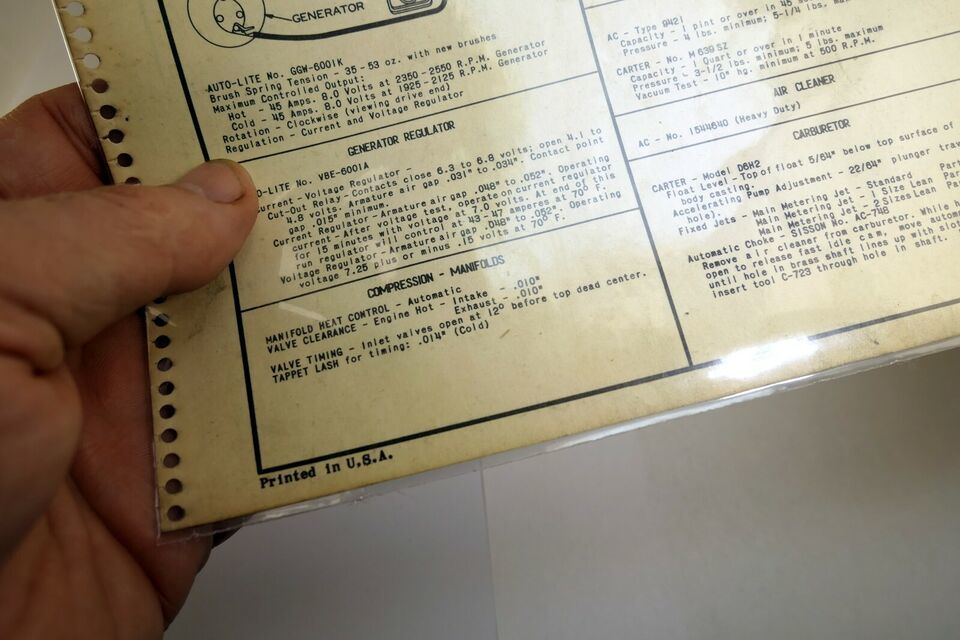 GENERATOR
AUTO-LITE No. GGW-6001K
Brush Spring Tension - 35-53 oz. with new brushes
Maximum Controlled Output:
Hot - 45 Amps. 8.0 Volts at 2350-2550 R.P.M. Generator
Cold - 45 Amps. 8.0 Volts at 1925-2125 R.P.M. Generator
Rotation - Clockwise (viewing drive end)
Regulation - Current and Voltage Regulator
GENERATOR REGULATOR
O-LITE No. VBE-6001A
urrent-Voltage Regulator
Cut-Out Relay - Contacts close 6.3 to 6.8 volts; open 4.1 to
4.8 volts. Armature air gap .031" to .034". Contact point
gap .015" minimum.
Current Regulator-Armature air gap .048" to .052". Operating
current - After voltage test, operate on current regulator
for 15 minutes with voltage at 7.0 volts. At end of this
run regulator will control at 43-47 amperes at 70° F.
Voltage Regulator-Armature air gap .048" to .052". Operating
voltage 7.25 plus or minus .15 volts at 70° F.
COMPRESSION - MANIFOLDS
MANIFOLD HEAT CONTROL - Automatic
VALVE CLEARANCE - Engine Hot - Intake - .010"
Exhaust - .010"
VALVE TIMING - Inlet valves open at 12° before top dead center.
TAPPET LASH for timing: .014" (Cold)
Printed in U.S.A.
AC - Type 9421
Capacity - 1 pint or over in 45
Pressure - 4 lbs. minimum; 5-1/4 lbs.
CARTER - No. M639SZ
Capacity - 1 Quart or over in 1 minute
Pressure - 3-1/2 lbs. minimum; 5 lbs. maximum
Vacuum Test - 10" hg. minimum at 500 R.P.M.
AIR CLEANER
AC - No. 1544640 (Heavy Duty)
CARBURETOR
CARTER - Model D6H2
Float Level - Top of float 5/64" below top surface of
body casting.
Accelerating Pump Adjustment - 22/64" plunger trav
hole).
Fixed Jets - Main Metering Jet - Standard Part
Main Metering Jet - 1 Size Lean Part
Main Metering Jet - 2 Sizes Lean Par
Automatic Choke - SISSON No. AC-748
Remove air cleaner from carburetor. While h
open to release fast idle cam, move autom
until hole in brass shaft lines up with slot
insert tool C-723 through hole in shaft.